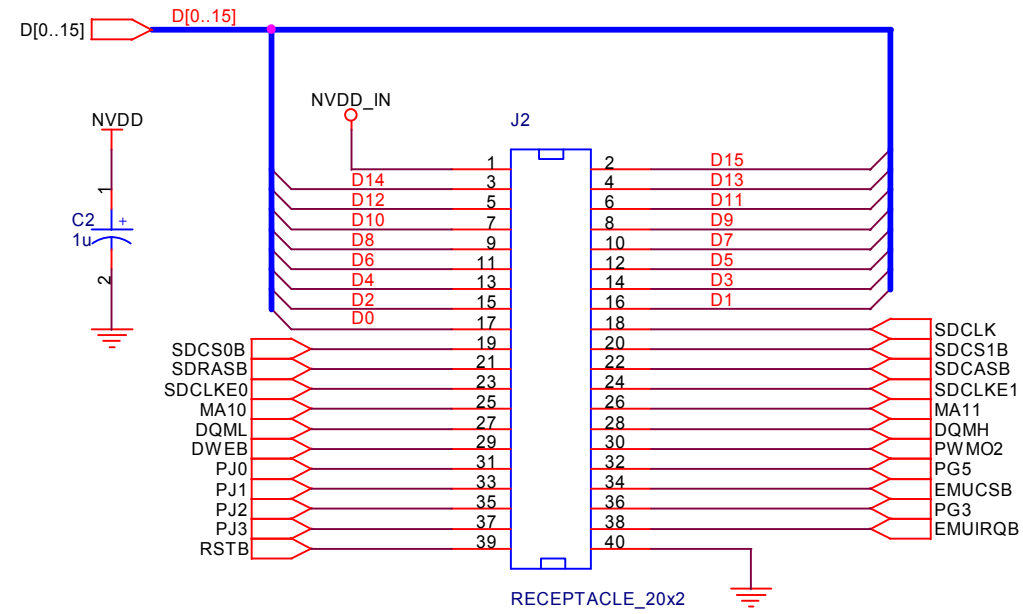 D[0..15] D[0..15]
NVDD_IN
NVDD J2
1 2 D15
D14 3 4 D13
D12 5 6 D11
D10 7 8 D9
D8 9 10 D7
D6 11 12 D5
D4 13 14 D3
D2 15 16 D1
D0 17 18 SDCLK
1
C2 +
1u
2
SDCS0B 19 20 SDCS1B
SDRASB 21 22 SDCASB
SDCLKE0 23 24 SDCLKE1
MA10 25 26 MA11
DQML 27 28 DQMH
DWEB 29 30 PWMO2
PJ0 31 32 PG5
PJ1 33 34 EMUCSB
PJ2 35 36 PG3
PJ3 37 38 EMUIRQB
RSTB 39 40
RECEPTACLE_20x2